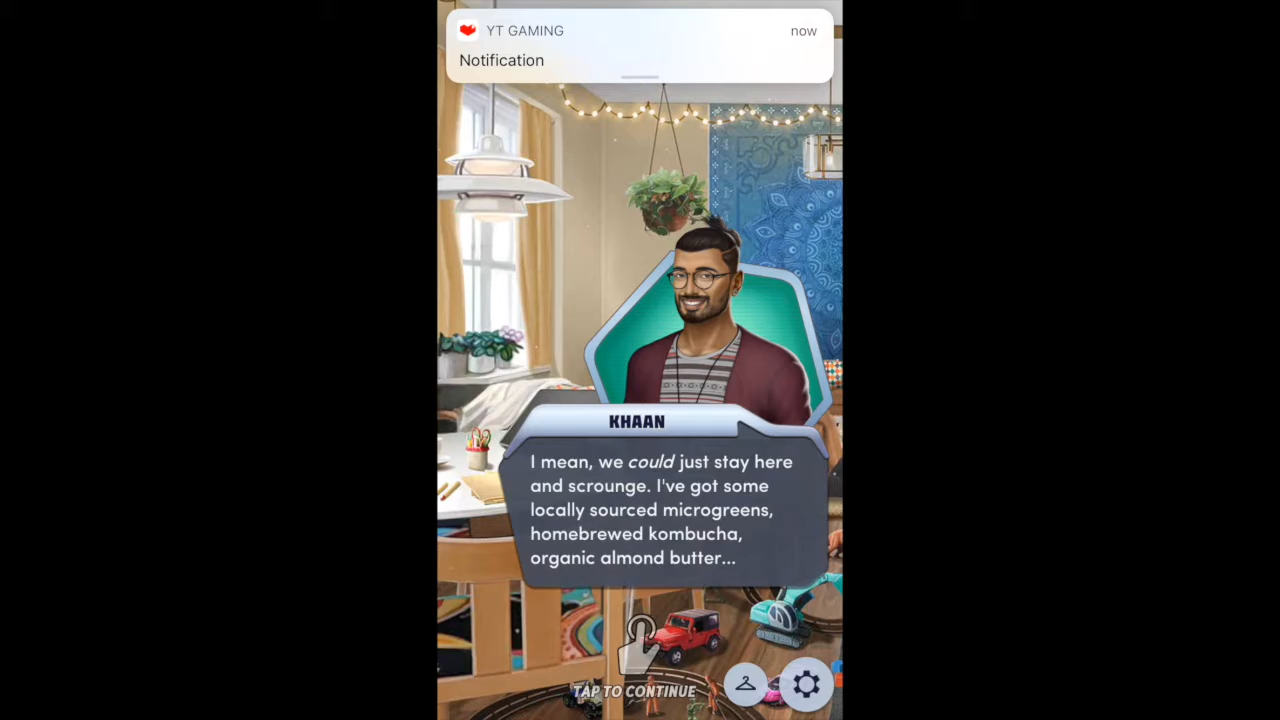 YT GAMING
now
Notification
KHAAN
I mean, we could just stay here
and scrounge. I've got some
locally sourced microgreens,
homebrewed kombucha,
organic almond butter...
TAP TO CONTINUE